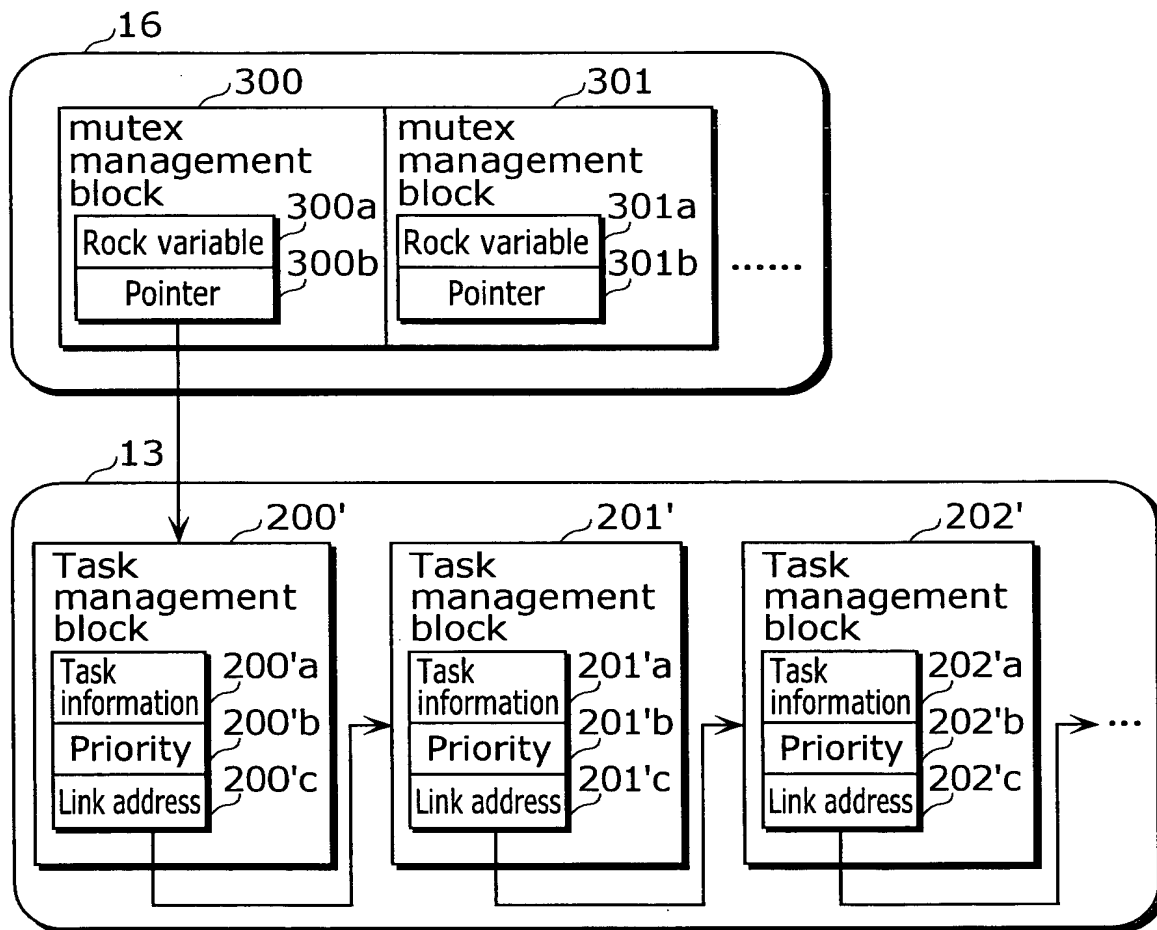 16
300
301
mutex
management
block
300a
Rock variable
300b
Pointer
mutex
management
block
301a
Rock variable
301b
Pointer
......
13
200'
201'
202'
Task
management
block
Task
information
200'a
Priority
200'b
Link address
200'c
Task
management
block
Task
information
201'a
Priority
201'b
Link address
201'c
Task
management
block
Task
information
202'a
Priority
202'b
Link address
202'c
...